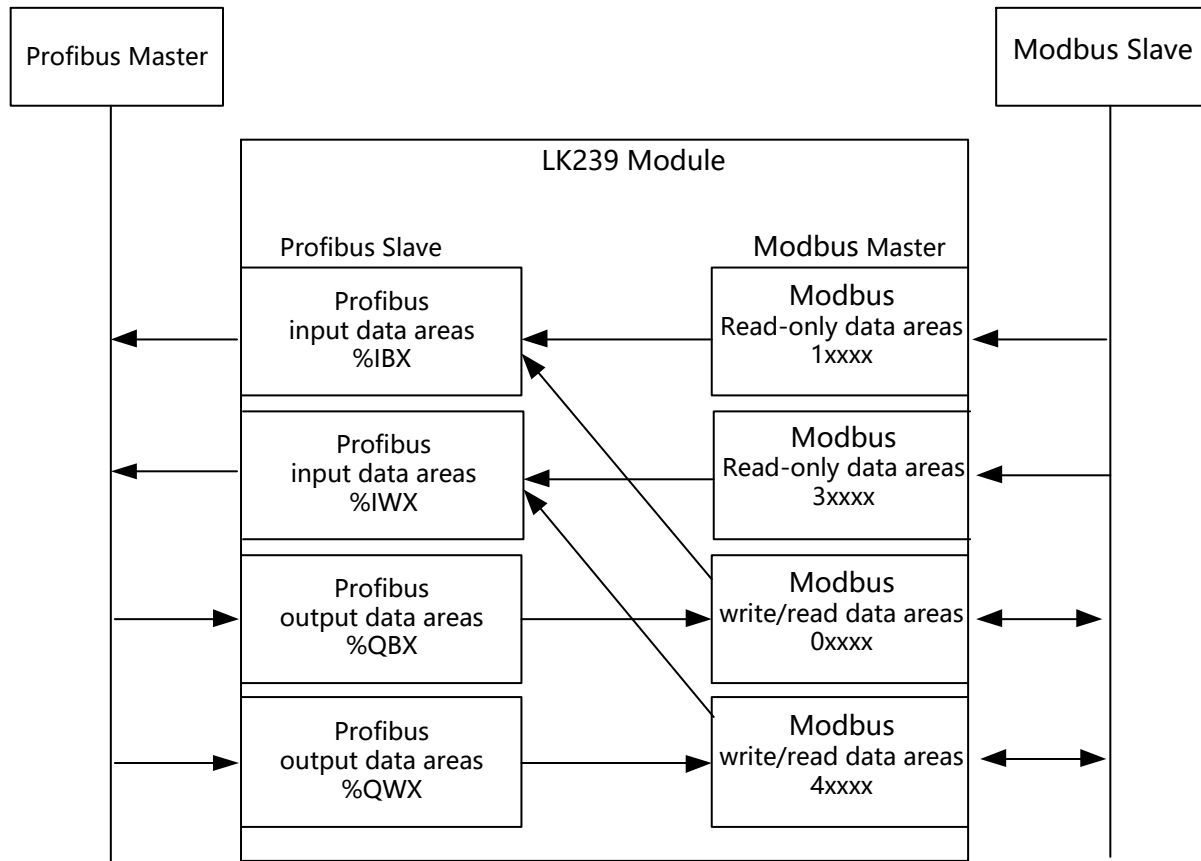 Profibus Master
Modbus Slave
LK239 Module
Profibus Slave
Modbus Master
Profibus
input data areas
%IBX
Modbus
Read-only data areas
1xxxx
Profibus
input data areas
%IWX
Modbus
Read-only data areas
3xxxx
Profibus
output data areas
%QBX
Modbus
write/read data areas
0xxxx
Profibus
output data areas
%QWX
Modbus
write/read data areas
4xxxx